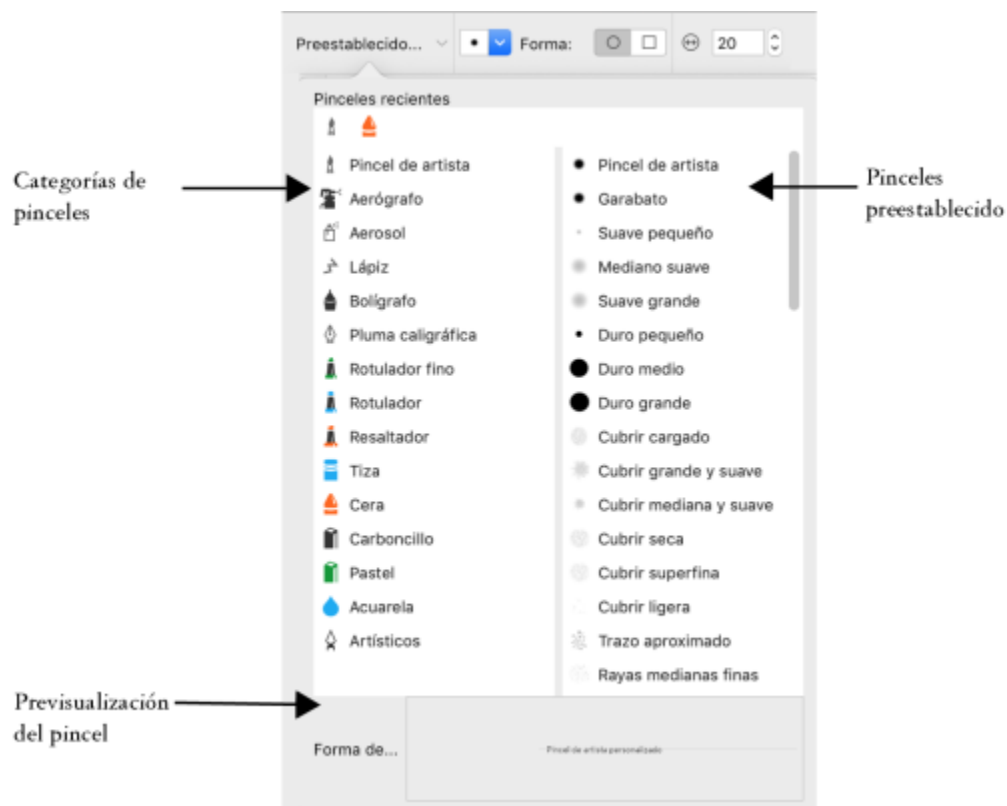 Preestablecido...
Forma:
20
Pinceles recientes
Categorías de
pinceles
Pincel de artista
Aerógrafo
Aerosol
Lápiz
Bolígrafo
Pluma caligráfica
Rotulador fino
Rotulador
Resaltador
Tiza
Cera
Carboncillo
Pastel
Acuarela
Artísticos
Pincel de artista
Garabato
Suave pequeño
Mediano suave
Suave grande
Duro pequeño
Duro medio
Duro grande
Cubrir cargado
Cubrir grande y suave
Cubrir mediana y suave
Cubrir seca
Cubrir superfina
Cubrir ligera
Trazo aproximado
Rayas medianas finas
Pinceles
preestablecido
Previsualización
del pincel
Forma de...
Pincel de artista personalizado